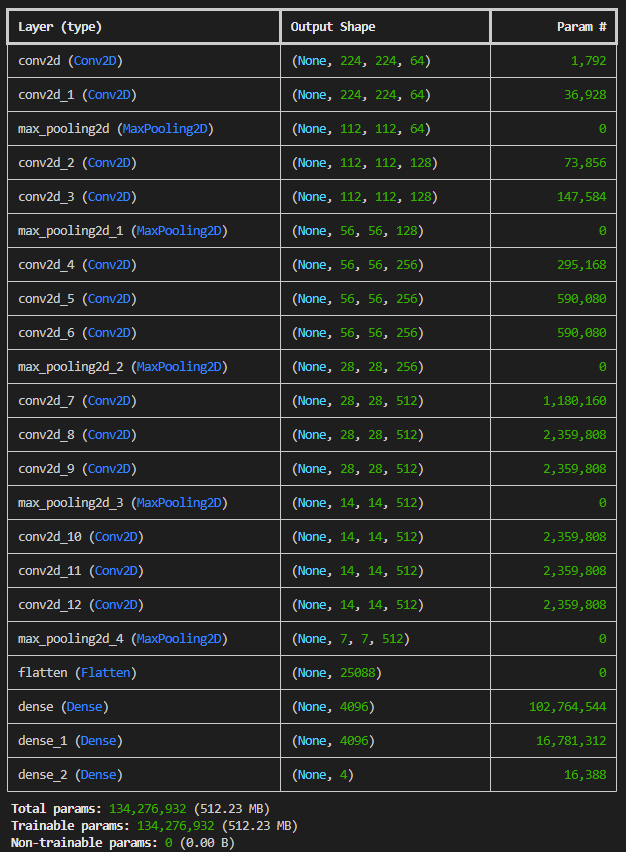 Layer (type) Output Shape Param #
conv2d (Conv2D) (None, 224, 224, 64) 1,792
conv2d_1 (Conv2D) (None, 224, 224, 64) 36,928
max_pooling2d (MaxPooling2D) (None, 112, 112, 64) 0
conv2d_2 (Conv2D) (None, 112, 112, 128) 73,856
conv2d_3 (Conv2D) (None, 112, 112, 128) 147,584
max_pooling2d_1 (MaxPooling2D) (None, 56, 56, 128) 0
conv2d_4 (Conv2D) (None, 56, 56, 256) 295,168
conv2d_5 (Conv2D) (None, 56, 56, 256) 590,080
conv2d_6 (Conv2D) (None, 56, 56, 256) 590,080
max_pooling2d_2 (MaxPooling2D) (None, 28, 28, 256) 0
conv2d_7 (Conv2D) (None, 28, 28, 512) 1,180,160
conv2d_8 (Conv2D) (None, 28, 28, 512) 2,359,808
conv2d_9 (Conv2D) (None, 28, 28, 512) 2,359,808
max_pooling2d_3 (MaxPooling2D) (None, 14, 14, 512) 0
conv2d_10 (Conv2D) (None, 14, 14, 512) 2,359,808
conv2d_11 (Conv2D) (None, 14, 14, 512) 2,359,808
conv2d_12 (Conv2D) (None, 14, 14, 512) 2,359,808
max_pooling2d_4 (MaxPooling2D) (None, 7, 7, 512) 0
flatten (Flatten) (None, 25088) 0
dense (Dense) (None, 4096) 102,764,544
dense_1 (Dense) (None, 4096) 16,781,312
dense_2 (Dense) (None, 4) 16,388
Total params: 134,276,932 (512.23 MB)
Trainable params: 134,276,932 (512.23 MB)
Non-trainable params: 0 (0.00 B)